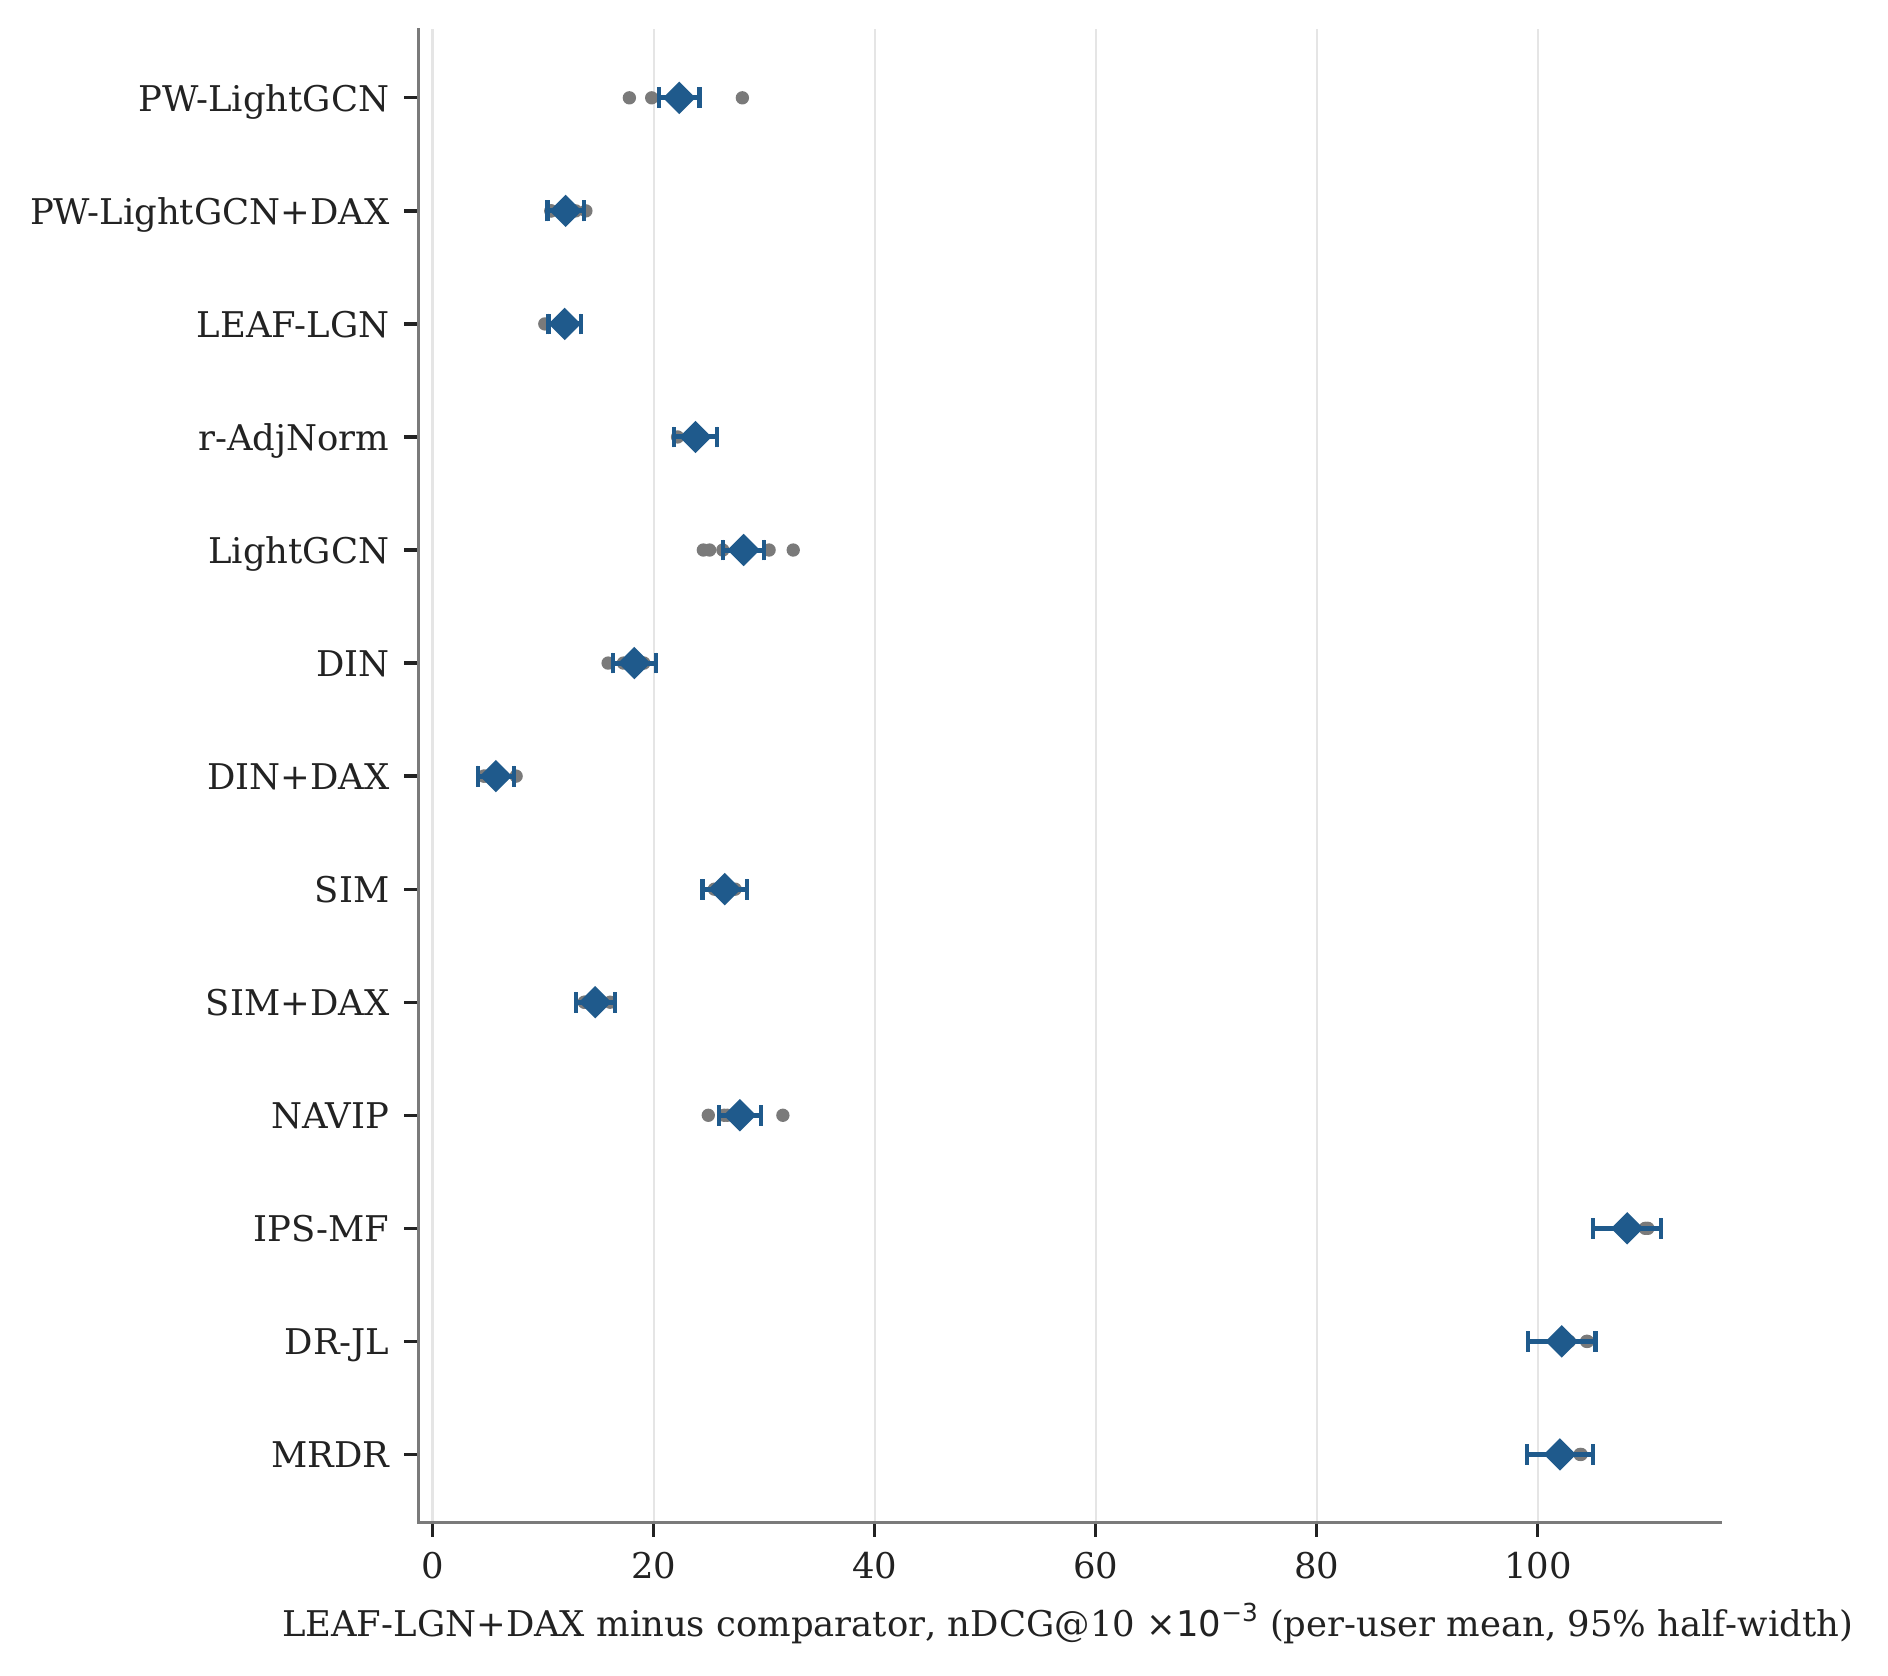 PW-LightGCN
PW-LightGCN+DAX
LEAF-LGN
r-AdjNorm
LightGCN
DIN
DIN+DAX
SIM
SIM+DAX
NAVIP
IPS-MF
DR-JL
MRDR
0 20 40 60 80 100
LEAF-LGN+DAX minus comparator, nDCG@10 ×10⁻³ (per-user mean, 95% half-width)